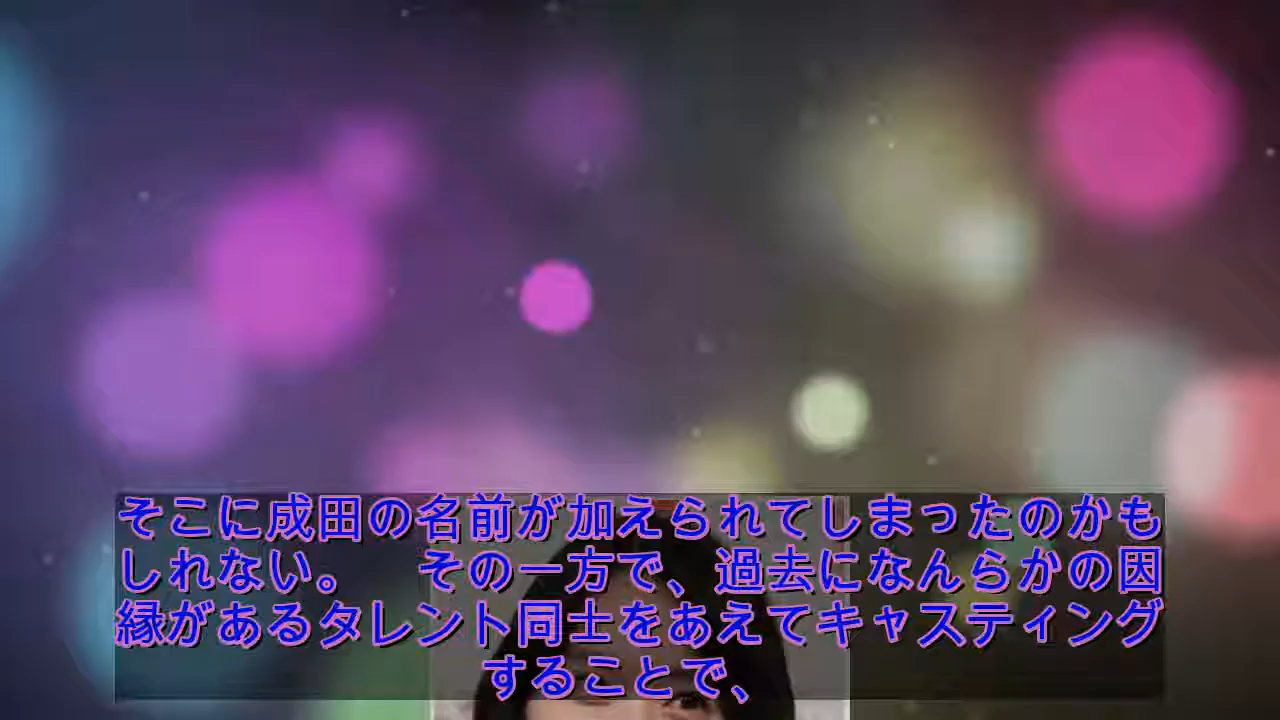 そこに成田の名前が加えられてしまったのかも
しれない。　その一方で、過去になんらかの因
縁があるタレント同士をあえてキャスティング
することで、